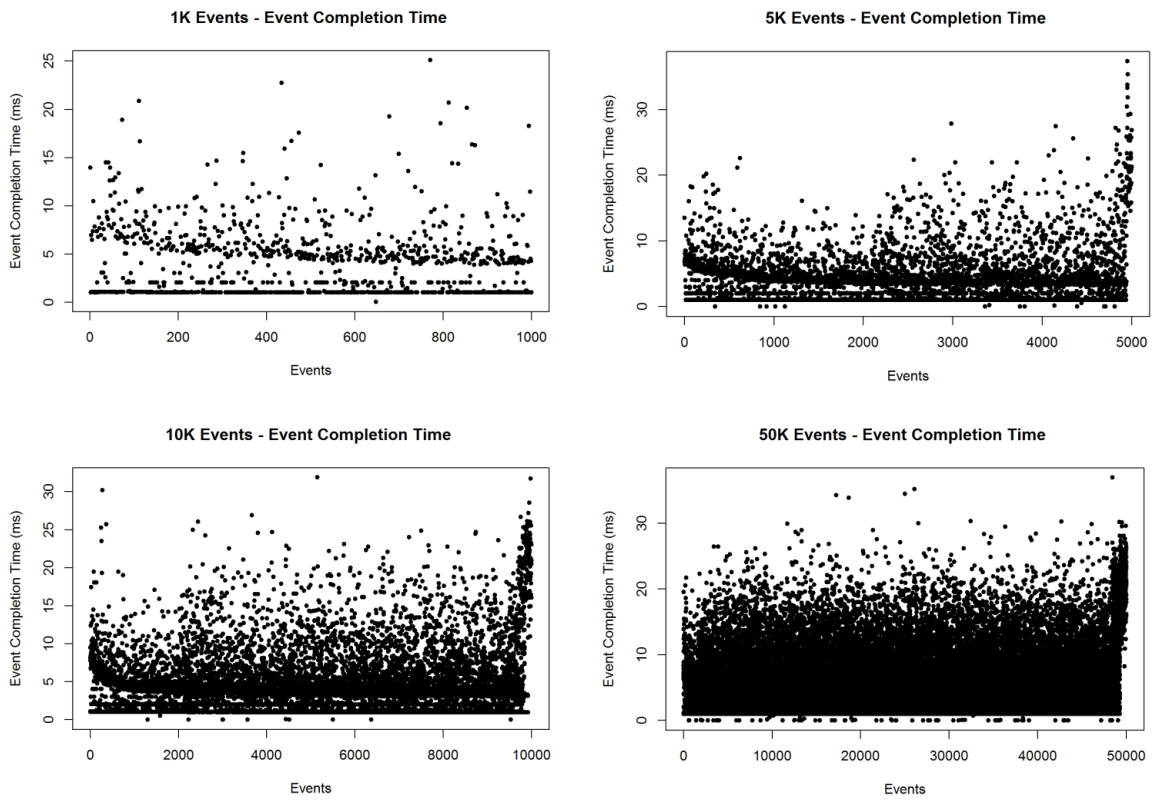 1K Events - Event Completion Time
Event Completion Time (ms)
25
20
15
10
5
0
0 200 400 600 800 1000
Events
5K Events - Event Completion Time
Event Completion Time (ms)
30
20
10
0
0 1000 2000 3000 4000 5000
Events
10K Events - Event Completion Time
Event Completion Time (ms)
30
25
20
15
10
5
0
0 2000 4000 6000 8000 10000
Events
50K Events - Event Completion Time
Event Completion Time (ms)
30
20
10
0
0 10000 20000 30000 40000 50000
Events